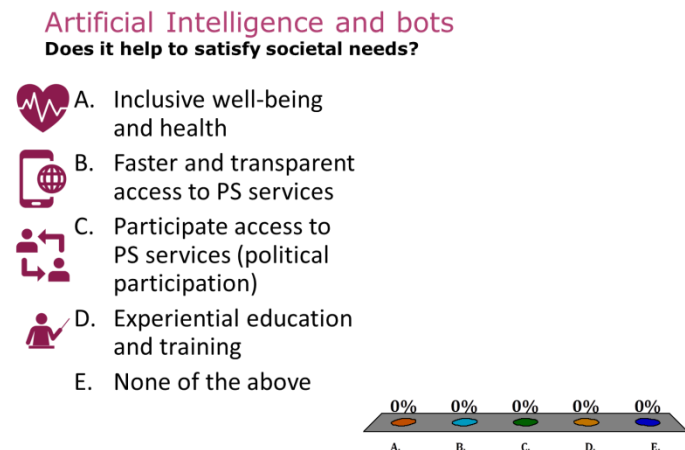 Artificial Intelligence and bots
Does it help to satisfy societal needs?
A. Inclusive well-being
and health
B. Faster and transparent
access to PS services
C. Participate access to
PS services (political
participation)
D. Experiential education
and training
E. None of the above
0% 0% 0% 0% 0%
A. B. C. D. E.